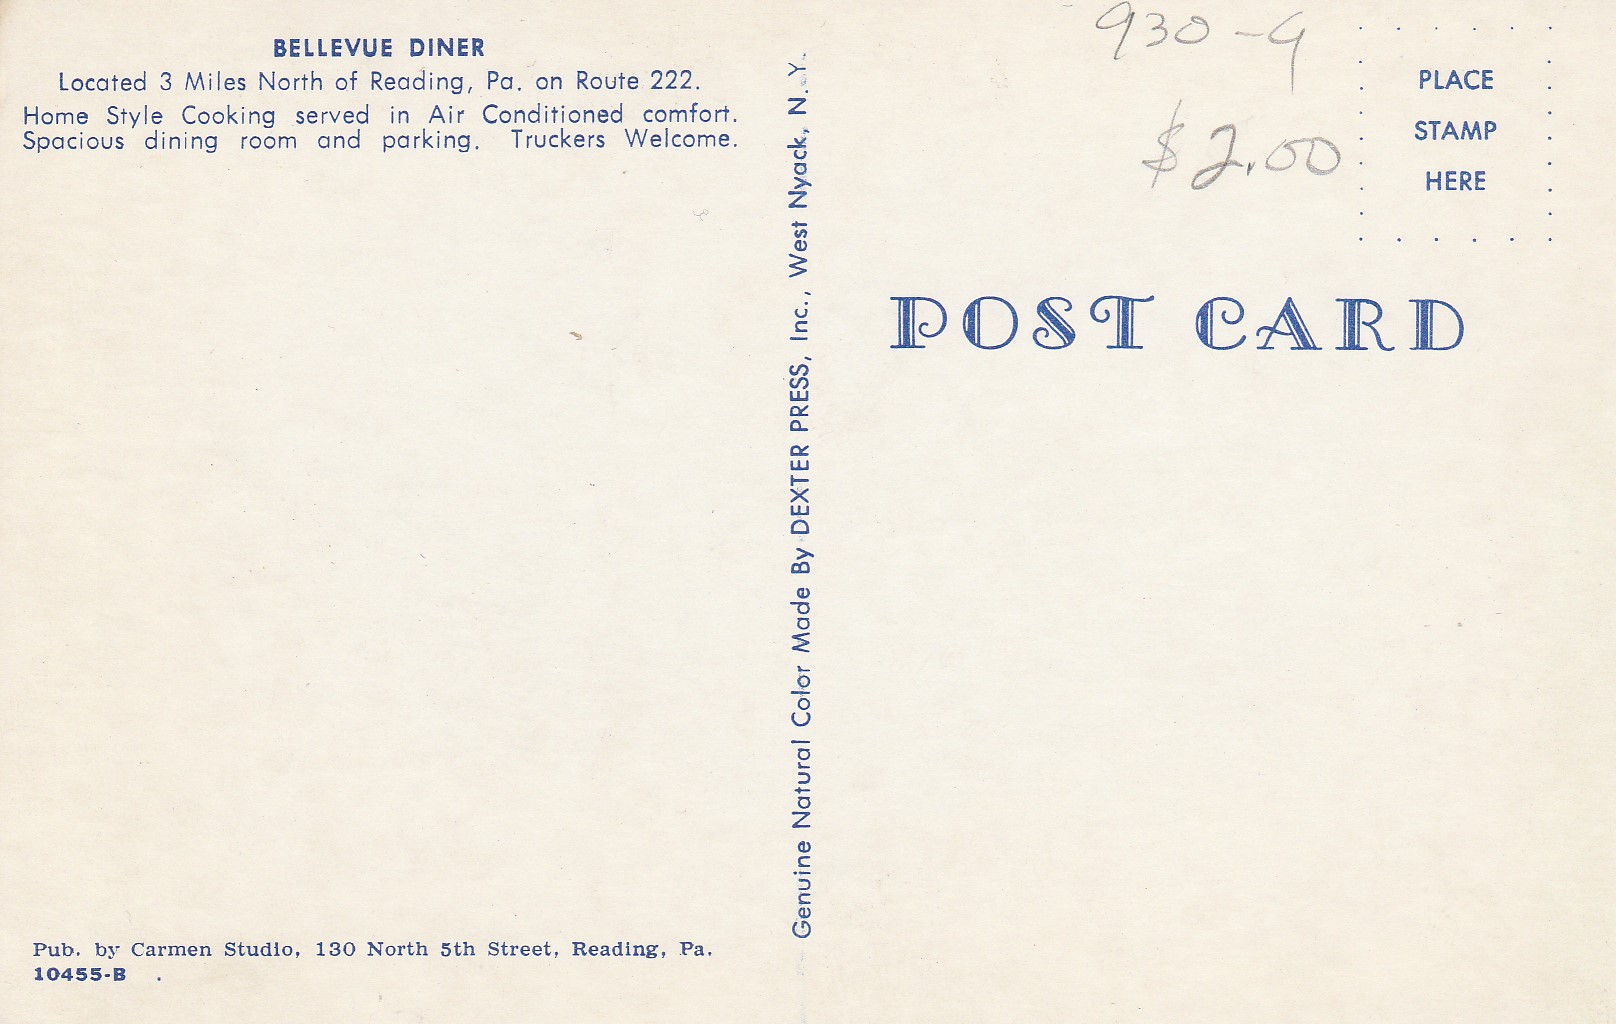 BELLEVUE DINER
Located 3 Miles North of Reading, Pa. on Route 222.
Home Style Cooking served in Air Conditioned comfort.
Spacious dining room and parking. Truckers Welcome.
Pub. by Carmen Studio, 130 North 5th Street, Reading, Pa.
10455-B
Genuine Natural Color Made By DEXTER PRESS, Inc., West Nyack, N.Y.
930-9
$2.00
PLACE
STAMP
HERE
POST CARD